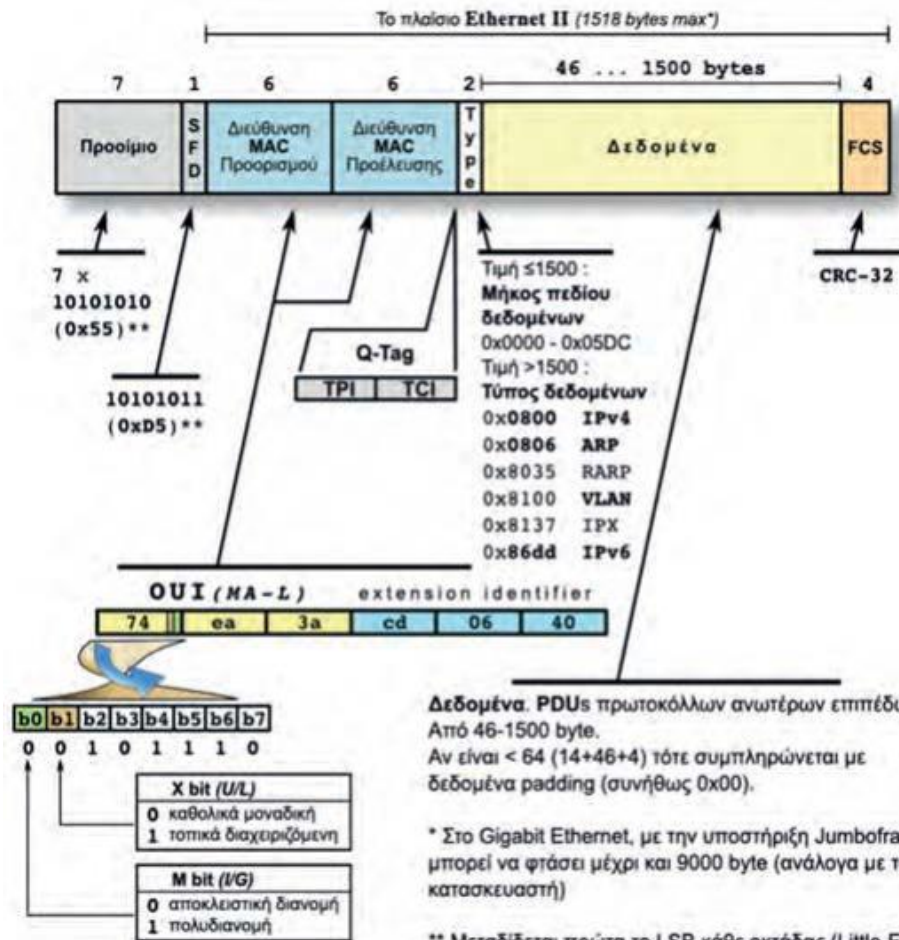 Το πλαίσιο Ethernet II (1518 bytes max*)
46 ... 1500 bytes
7 1 6 6 2 4
Προοίμιο
SFD
Διεύθυνση MAC Προορισμού
Διεύθυνση MAC Προέλευσης
Type
Δεδομένα
FCS
7 x
10101010
(0x55)**
10101011
(0xD5)**
Q-Tag
TPI TCI
Τιμή ≤1500 :
Μήκος πεδίου
δεδομένων
0x0000 - 0x05DC
Τιμή >1500 :
Τύπος δεδομένων
0x0800 IPv4
0x0806 ARP
0x8035 RARP
0x8100 VLAN
0x8137 IPX
0x86dd IPv6
CRC-32
OUI (MA-L) extension identifier
74 ea 3a cd 06 40
b0 b1 b2 b3 b4 b5 b6 b7
0 0 1 0 1 1 1 0
X bit (U/L)
0 καθολικά μοναδική
1 τοπικά διαχειριζόμενη
M bit (I/G)
0 αποκλειστική διανομή
1 πολυδιανομή
Δεδομένα. PDUs πρωτοκόλλων ανωτέρων
Από 46-1500 byte.
Αν είναι < 64 (14+46+4) τότε συμπληρώνεται με
δεδομένα padding (συνήθως 0x00).
* Στο Gigabit Ethernet, με την υποστήριξη
μπορεί να φτάσει μέχρι και 9000 byte (ανάλογα με
κατασκευαστή)